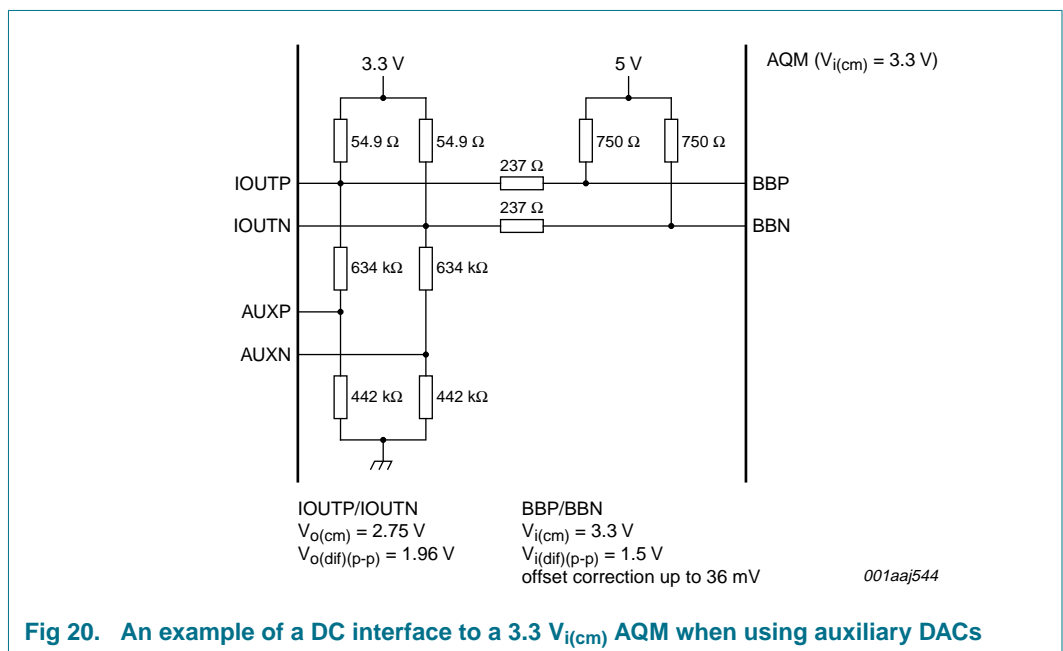 3.3 V
5 V
AQM (Vi(cm) = 3.3 V)
54.9 Ω
54.9 Ω
750 Ω
750 Ω
237 Ω
IOUTP
BBP
237 Ω
IOUTN
BBN
634 kΩ
634 kΩ
AUXP
AUXN
442 kΩ
442 kΩ
IOUTP/IOUTN
Vo(cm) = 2.75 V
Vo(dif)(p-p) = 1.96 V
BBP/BBN
Vi(cm) = 3.3 V
Vi(dif)(p-p) = 1.5 V
offset correction up to 36 mV
001aaj544
Fig 20. An example of a DC interface to a 3.3 Vi(cm) AQM when using auxiliary DACs